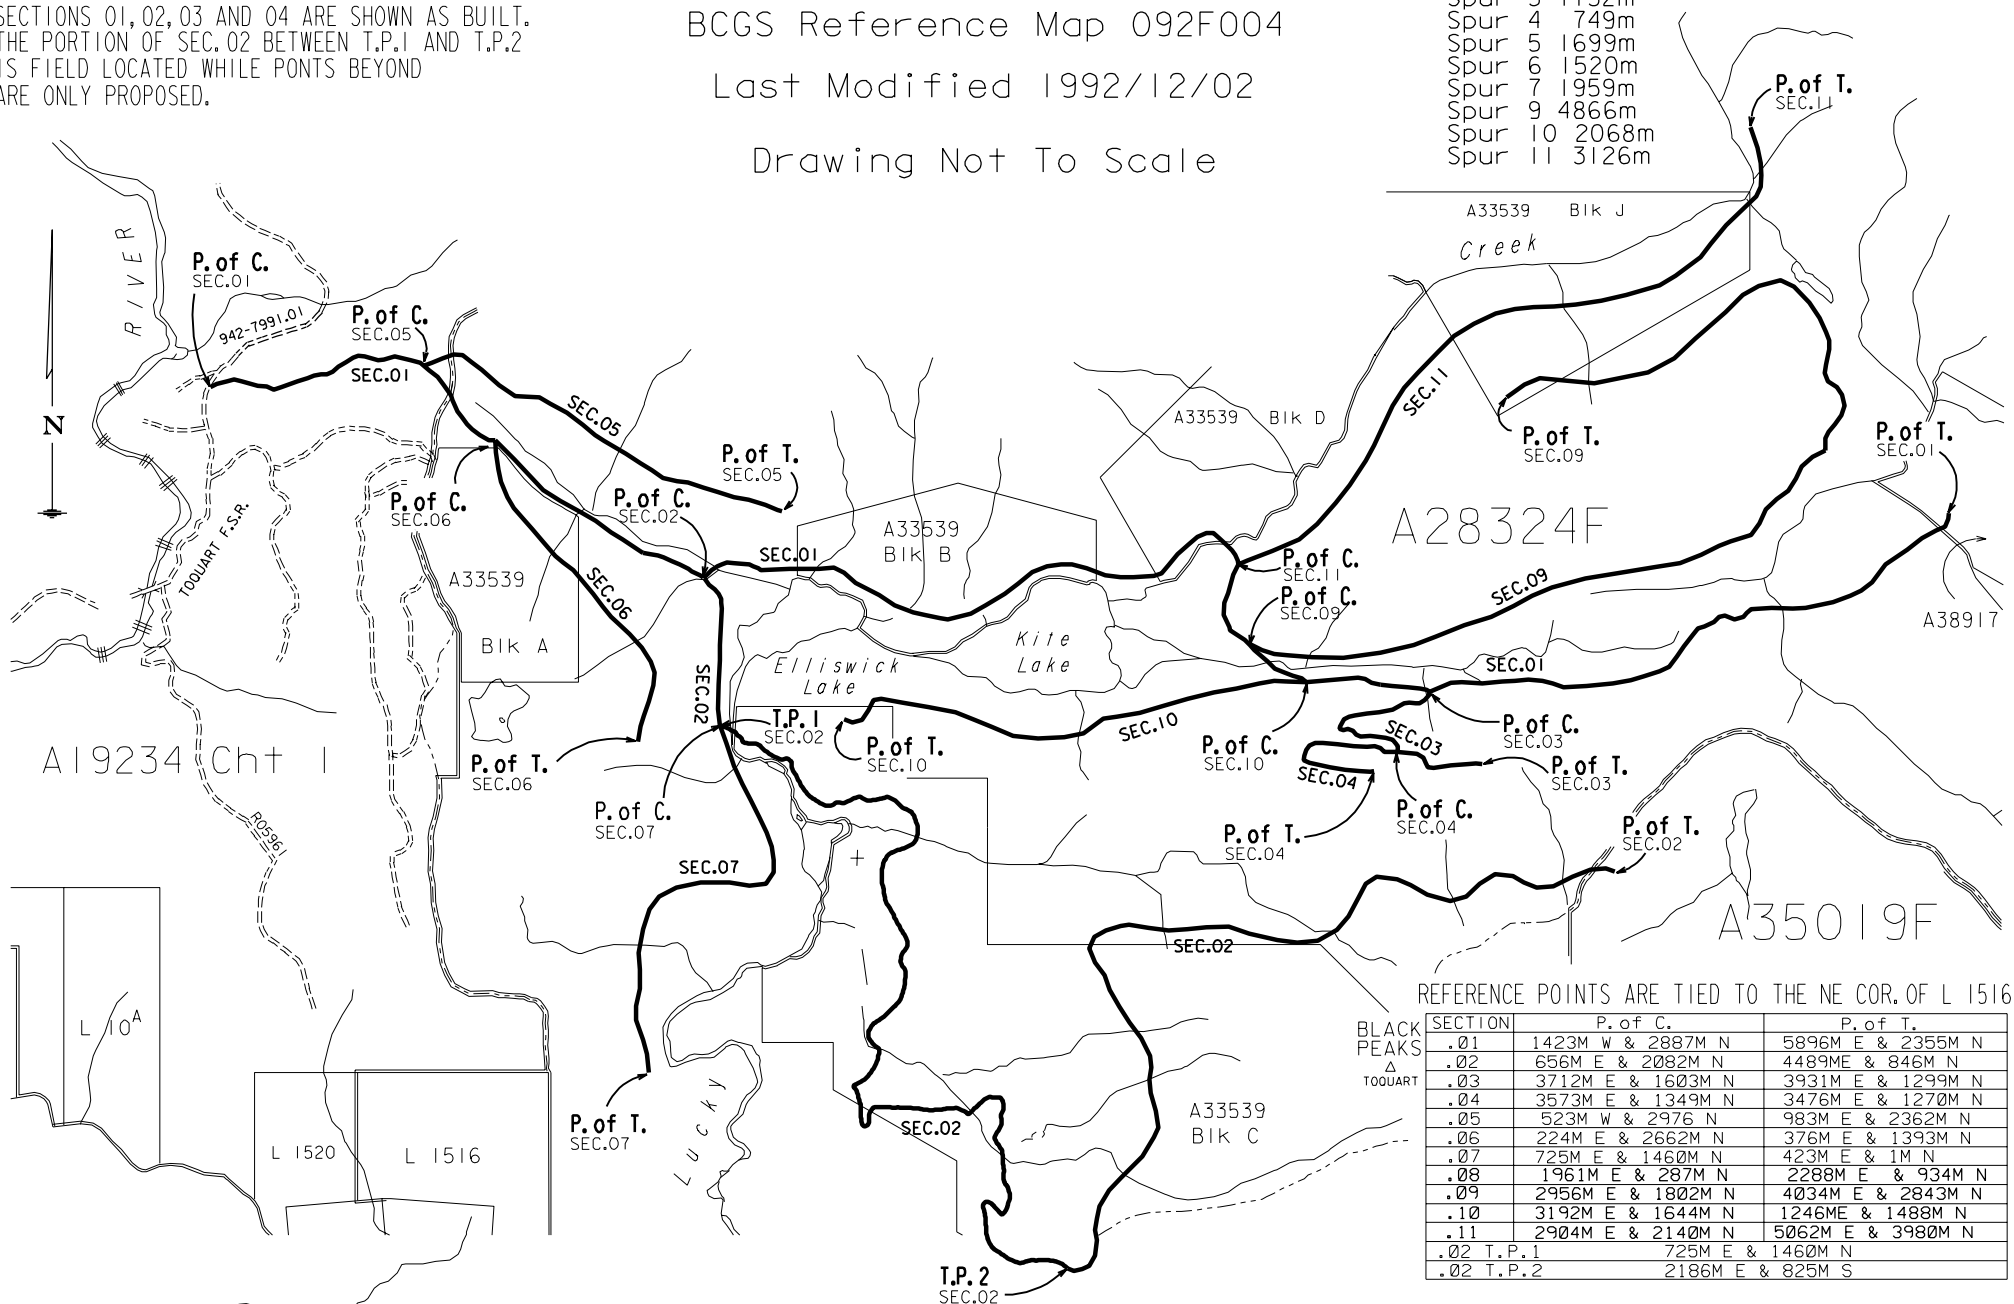 SECTIONS 01,02,03 AND 04 ARE SHOWN AS BUILT.
THE PORTION OF SEC.02 BETWEEN T.P.1 AND T.P.2
IS FIELD LOCATED WHILE PONTS BEYOND
ARE ONLY PROPOSED.
BCGS Reference Map 092F004
Last Modified 1992/12/02
Drawing Not To Scale
Spur 4 749m
Spur 5 1699m
Spur 6 1520m
Spur 7 1959m
Spur 9 4866m
Spur 10 2068m
Spur 11 3126m
P. of T.
SEC.11
A33539 Blk J
Creek
RIVER
P. of C.
SEC.01
942-7991.01
P. of C.
SEC.05
SEC.01
SEC.05
N
SEC.11
A33539 Blk D
P. of T.
SEC.05
P. of T.
SEC.09
P. of T.
SEC.01
P. of C.
SEC.06
P. of C.
SEC.02
TOQUART F.S.R.
A33539
Blk B
A28324F
SEC.01
P. of C.
SEC.11
P. of C.
SEC.09
A33539
Blk A
SEC.06
SEC.09
A38917
Kite
Lake
Elliswick
Lake
SEC.01
SEC.02
T.P.1
SEC.02
P. of T.
SEC.10
SEC.10
P. of C.
SEC.10
P. of C.
SEC.03
SEC.03
P. of T.
SEC.03
SEC.04
A19234 Cht 1
P. of T.
SEC.06
P. of C.
SEC.07
P. of C.
SEC.04
P. of T.
SEC.04
P. of T.
SEC.02
R05961
SEC.07
+
A35019F
SEC.02
L 10A
REFERENCE POINTS ARE TIED TO THE NE COR. OF L 1516
BLACK
PEAKS
TOQUART
SECTION P. of C. P. of T.
.01 1423M W & 2887M N 5896M E & 2355M N
.02 656M E & 2082M N 4489ME & 846M N
.03 3712M E & 1603M N 3931M E & 1299M N
.04 3573M E & 1349M N 3476M E & 1270M N
.05 523M W & 2976 N 983M E & 2362M N
.06 224M E & 2662M N 376M E & 1393M N
.07 725M E & 1460M N 423M E & 1M N
.08 1961M E & 287M N 2288M E & 934M N
.09 2956M E & 1802M N 4034M E & 2843M N
.10 3192M E & 1644M N 1246ME & 1488M N
.11 2904M E & 2140M N 5062M E & 3980M N
.02 T.P.1 725M E & 1460M N
.02 T.P.2 2186M E & 825M S
L 1520
L 1516
P. of T.
SEC.07
Lucky
SEC.02
A33539
Blk C
T.P. 2
SEC.02